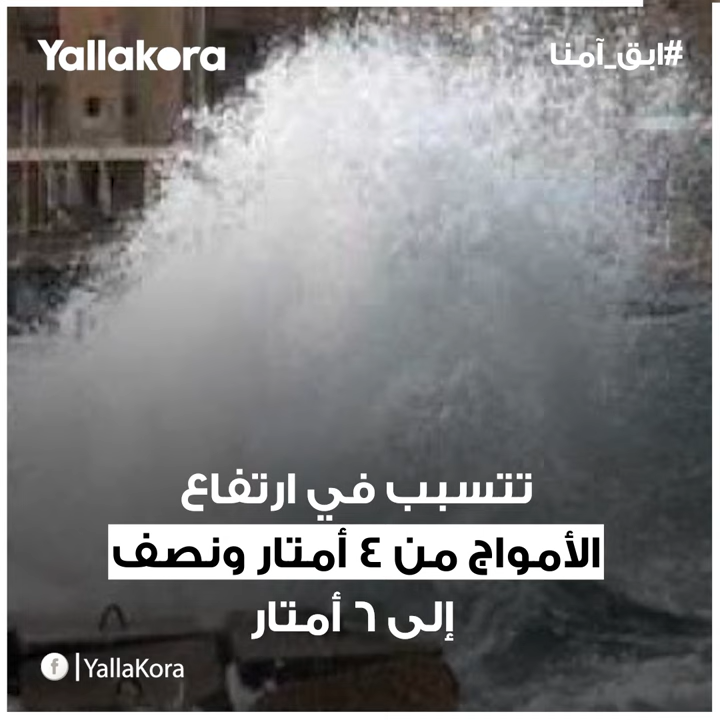 Yallakora
#ابق_آمنا
تتسبب في ارتفاع
الأمواج من ٤ أمتار ونصف
إلى ٦ أمتار
f | YallaKora